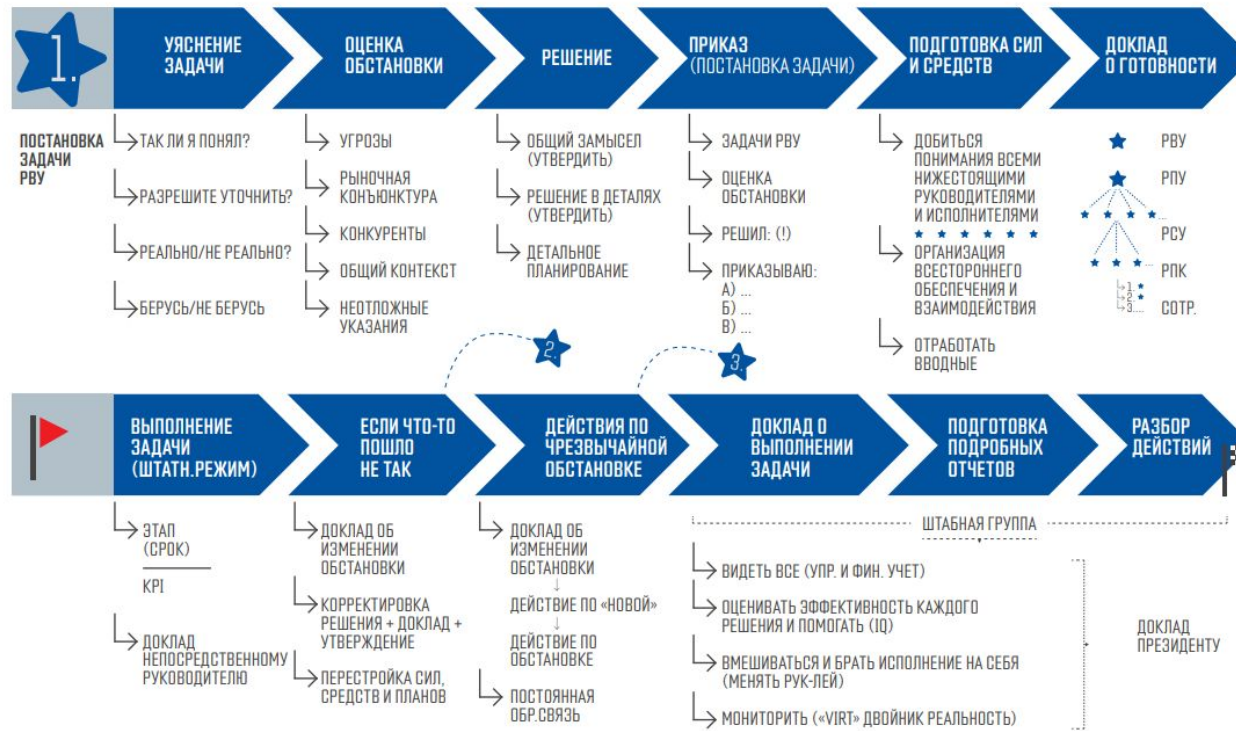 1.
УЯСНЕНИЕ
ЗАДАЧИ
ОЦЕНКА
ОБСТАНОВКИ
РЕШЕНИЕ
ПРИКАЗ
(ПОСТАНОВКА ЗАДАЧИ)
ПОДГОТОВКА СИЛ
И СРЕДСТВ
ДОКЛАД
О ГОТОВНОСТИ
ПОСТАНОВКА
ЗАДАЧИ
РВУ
ТАК ЛИ Я ПОНЯЛ?
РАЗРЕШИТЕ УТОЧНИТЬ?
РЕАЛЬНО/НЕ РЕАЛЬНО?
БЕРУСЬ/НЕ БЕРУСЬ
УГРОЗЫ
РЫНОЧНАЯ
КОНЪЮНКТУРА
КОНКУРЕНТЫ
ОБЩИЙ КОНТЕКСТ
НЕОТЛОЖНЫЕ
УКАЗАНИЯ
ОБЩИЙ ЗАМЫСЕЛ
(УТВЕРДИТЬ)
РЕШЕНИЕ В ДЕТАЛЯХ
(УТВЕРДИТЬ)
ДЕТАЛЬНОЕ
ПЛАНИРОВАНИЕ
ЗАДАЧИ РВУ
ОЦЕНКА
ОБСТАНОВКИ
РЕШИЛ: (!)
ПРИКАЗЫВАЮ:
А) ...
Б) ...
В) ...
ДОБИТЬСЯ
ПОНИМАНИЯ ВСЕМИ
НИЖЕСТОЯЩИМИ
РУКОВОДИТЕЛЯМИ
И ИСПОЛНИТЕЛЯМИ
ОРГАНИЗАЦИЯ
ВСЕСТОРОННЕГО
ОБЕСПЕЧЕНИЯ И
ВЗАИМОДЕЙСТВИЯ
ОТРАБОТАТЬ
ВВОДНЫЕ
РВУ
РПУ
РСУ
РПК
1.
2.
3....
СОТР.
2.
3.
ВЫПОЛНЕНИЕ
ЗАДАЧИ
(ШТАТН.РЕЖИМ)
ЕСЛИ ЧТО-ТО
ПОШЛО
НЕ ТАК
ДЕЙСТВИЯ ПО
ЧРЕЗВЫЧАЙНОЙ
ОБСТАНОВКЕ
ДОКЛАД О
ВЫПОЛНЕНИИ
ЗАДАЧИ
ПОДГОТОВКА
ПОДРОБНЫХ
ОТЧЕТОВ
РАЗБОР
ДЕЙСТВИЙ
ЭТАП
(СРОК)
KPI
ДОКЛАД
НЕПОСРЕДСТВЕННОМУ
РУКОВОДИТЕЛЮ
ДОКЛАД ОБ
ИЗМЕНЕНИИ
ОБСТАНОВКИ
КОРРЕКТИРОВКА
РЕШЕНИЯ + ДОКЛАД +
УТВЕРЖДЕНИЕ
ПЕРЕСТРОЙКА СИЛ,
СРЕДСТВ И ПЛАНОВ
ДОКЛАД ОБ
ИЗМЕНЕНИИ
ОБСТАНОВКИ
ДЕЙСТВИЕ ПО «НОВОЙ»
ДЕЙСТВИЕ ПО
ОБСТАНОВКЕ
ПОСТОЯННАЯ
ОБР.СВЯЗЬ
ШТАБНАЯ ГРУППА
ВИДЕТЬ ВСЕ (УПР. И ФИН. УЧЕТ)
ОЦЕНИВАТЬ ЭФФЕКТИВНОСТЬ КАЖДОГО
РЕШЕНИЯ И ПОМОГАТЬ (IQ)
ВМЕШИВАТЬСЯ И БРАТЬ ИСПОЛНЕНИЕ НА СЕБЯ
(МЕНЯТЬ РУК-ЛЕЙ)
МОНИТОРИТЬ («VIRT» ДВОЙНИК РЕАЛЬНОСТЬ)
ДОКЛАД
ПРЕЗИДЕНТУ